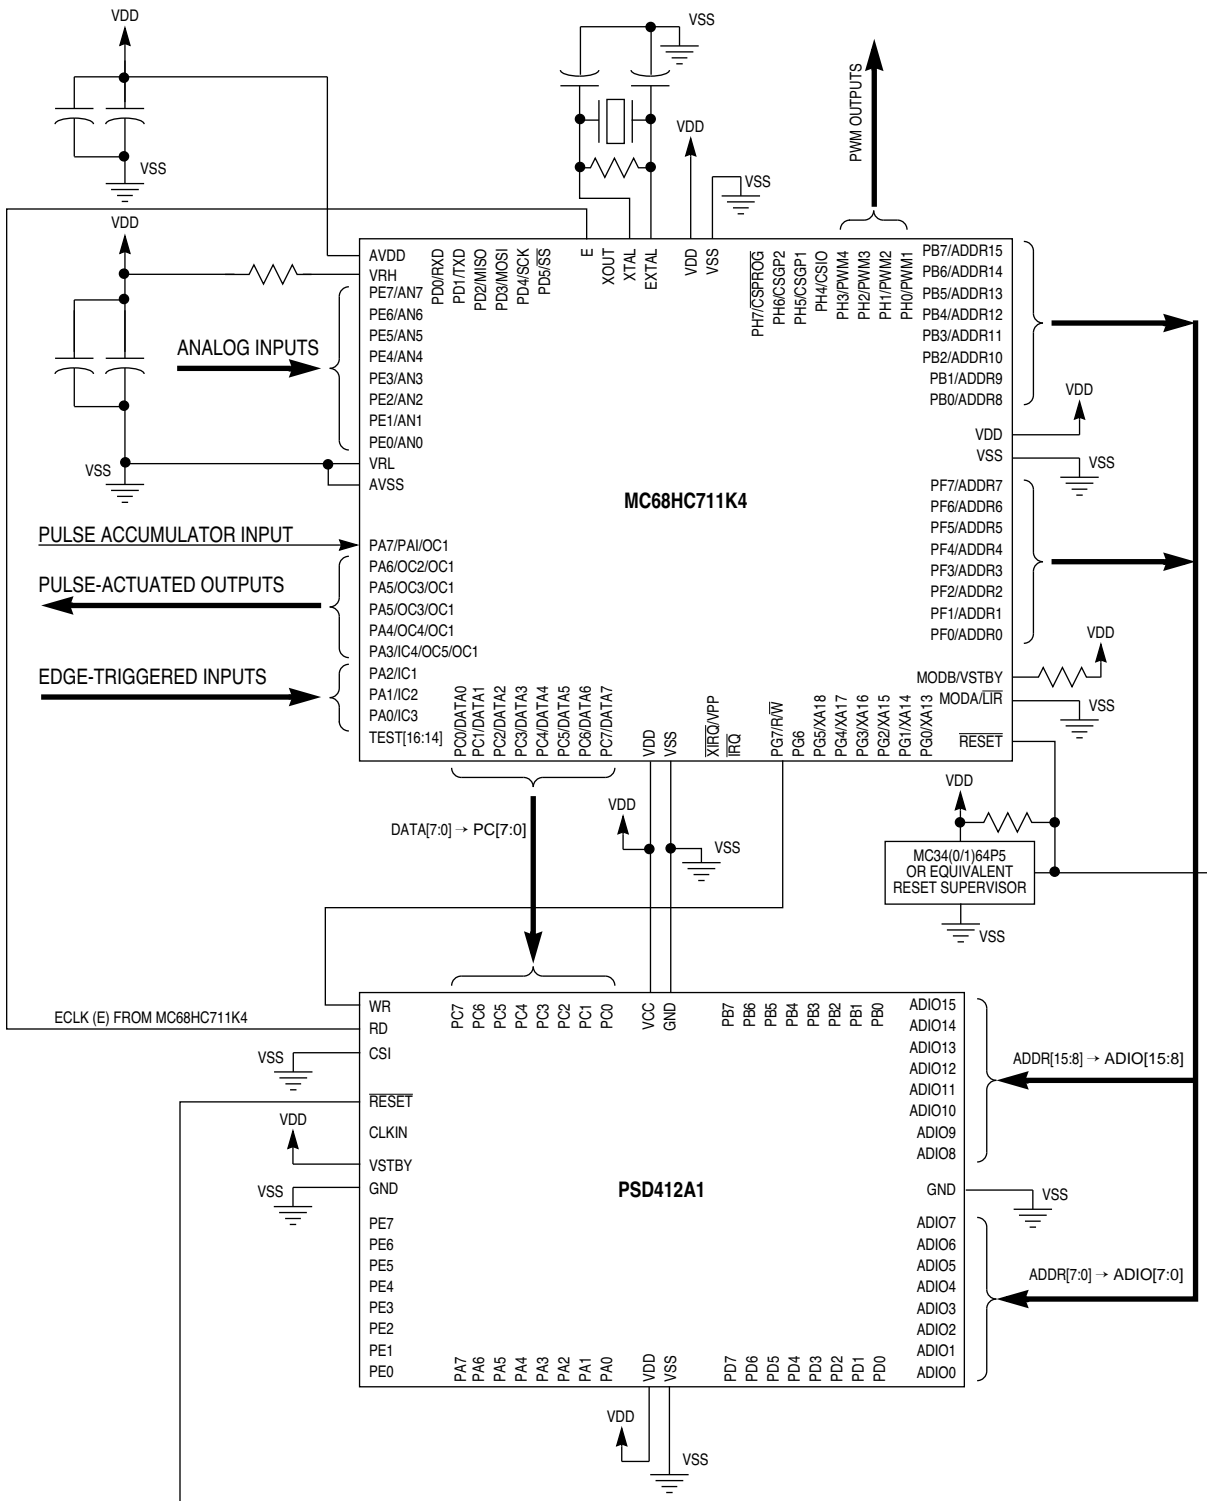 VDD
VSS
VDD
VSS
PWM OUTPUTS
VSS
VDD
AVDD
VRH
PE7/AN7
PE6/AN6
PE5/AN5
PE4/AN4
PE3/AN3
PE2/AN2
PE1/AN1
PE0/AN0
VRL
AVSS
ANALOG INPUTS
VSS
PD0/RXD
PD1/TXD
PD2/MISO
PD3/MOSI
PD4/SCK
PD5/SS
E
XOUT
XTAL
EXTAL
VDD
VSS
PH7/CSPROG
PH6/CSGP2
PH5/CSGP1
PH4/CSIO
PH3/PWM4
PH2/PWM3
PH1/PWM2
PH0/PWM1
PB7/ADDR15
PB6/ADDR14
PB5/ADDR13
PB4/ADDR12
PB3/ADDR11
PB2/ADDR10
PB1/ADDR9
PB0/ADDR8
VDD
VDD
VSS
VSS
MC68HC711K4
PF7/ADDR7
PF6/ADDR6
PF5/ADDR5
PF4/ADDR4
PF3/ADDR3
PF2/ADDR2
PF1/ADDR1
PF0/ADDR0
PULSE ACCUMULATOR INPUT
PA7/PAI/OC1
PULSE-ACTUATED OUTPUTS
PA6/OC2/OC1
PA5/OC3/OC1
PA5/OC3/OC1
PA4/OC4/OC1
PA3/IC4/OC5/OC1
EDGE-TRIGGERED INPUTS
PA2/IC1
PA1/IC2
PA0/IC3
TEST[16:14]
PC0/DATA0
PC1/DATA1
PC2/DATA2
PC3/DATA3
PC4/DATA4
PC5/DATA5
PC6/DATA6
PC7/DATA7
VDD
VSS
XIRQ/VPP
IRQ
PG7/R/W
PG6
PG5/XA18
PG4/XA17
PG3/XA16
PG2/XA15
PG1/XA14
PG0/XA13
VDD
MODB/VSTBY
MODA/LIR
VSS
RESET
VDD
DATA[7:0] → PC[7:0]
VDD
VSS
MC34(0/1)64P5
OR EQUIVALENT
RESET SUPERVISOR
VSS
WR
ECLK (E) FROM MC68HC711K4
RD
VSS
CSI
RESET
VDD
CLKIN
VSTBY
VSS
GND
PC7
PC6
PC5
PC4
PC3
PC2
PC1
PC0
VCC
GND
PB7
PB6
PB5
PB4
PB3
PB2
PB1
PB0
ADIO15
ADIO14
ADIO13
ADIO12
ADIO11
ADIO10
ADIO9
ADIO8
ADDR[15:8] → ADIO[15:8]
PSD412A1
GND
VSS
PE7
PE6
PE5
PE4
PE3
PE2
PE1
PE0
ADIO7
ADIO6
ADIO5
ADIO4
ADIO3
ADIO2
ADIO1
ADIO0
ADDR[7:0] → ADIO[7:0]
PA7
PA6
PA5
PA4
PA3
PA2
PA1
PA0
VDD
VSS
PD7
PD6
PD5
PD4
PD3
PD2
PD1
PD0
VDD
VSS